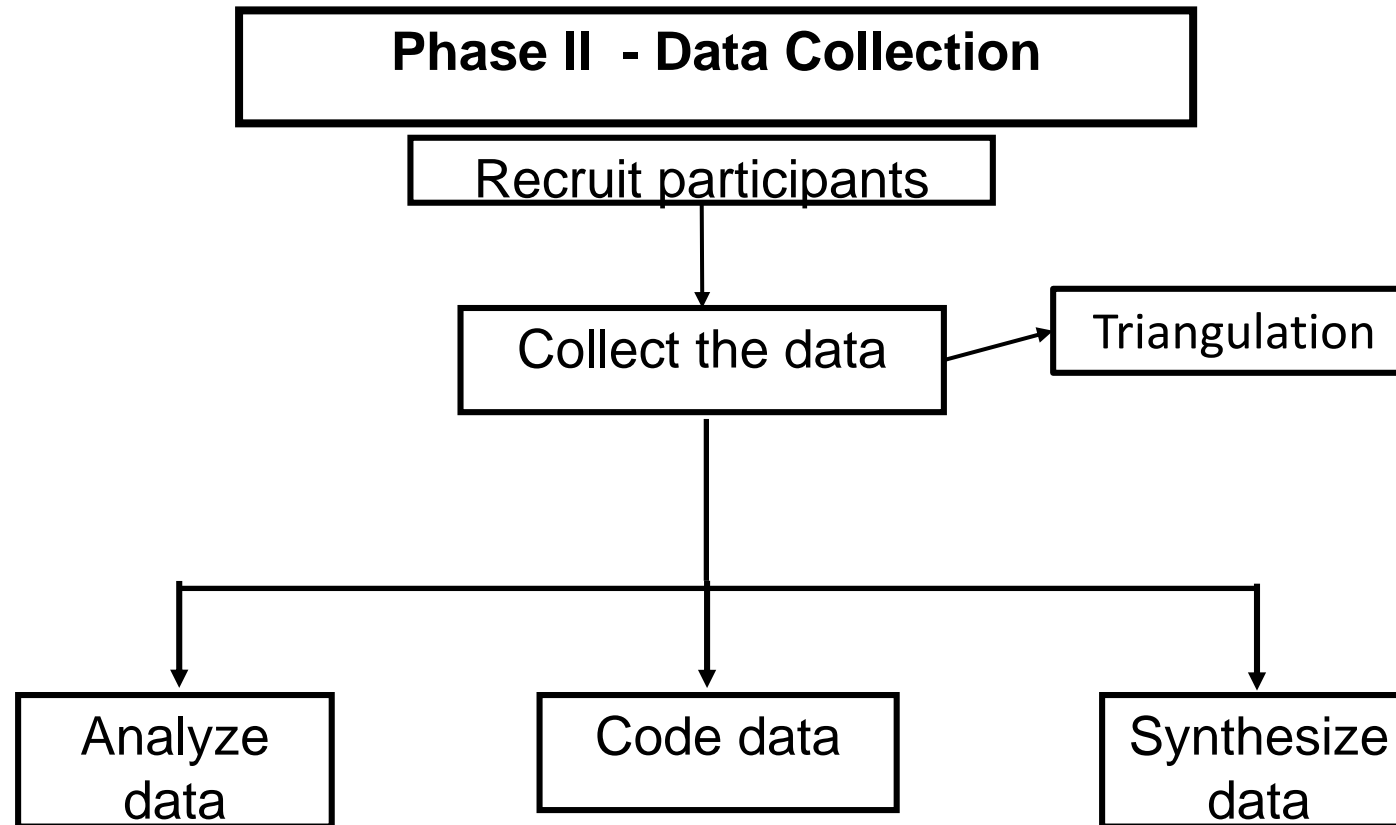 Phase II - Data Collection
Recruit participants
Collect the data
Triangulation
Analyze
data
Code data
Synthesize
data